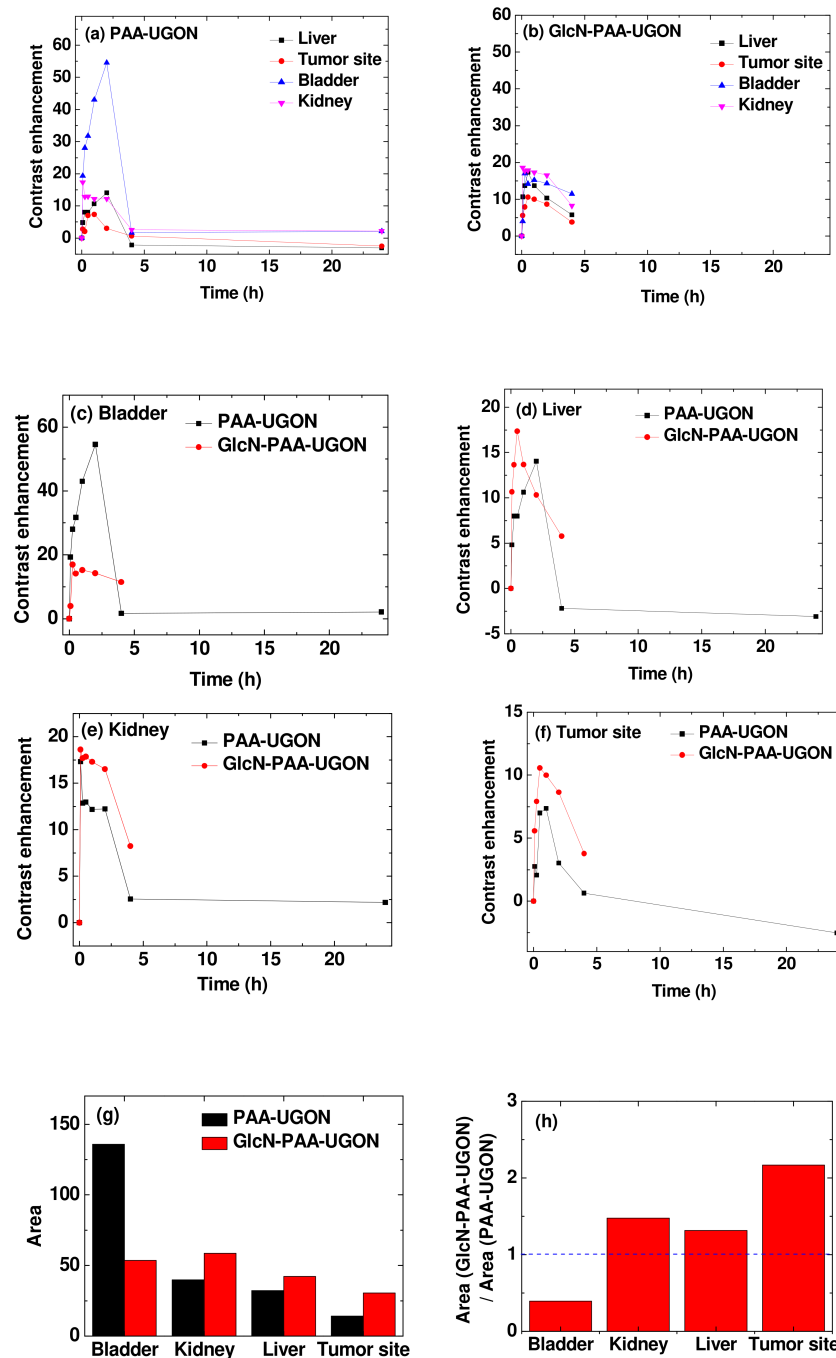 (a) PAA-UGON
Liver
Tumor site
Bladder
Kidney
Contrast enhancement
60
50
40
30
20
10
0
0 5 10 15 20
Time (h)
(b) GlcN-PAA-UGON
Liver
Tumor site
Bladder
Kidney
Contrast enhancement
60
50
40
30
20
10
0
0 5 10 15 20
Time (h)
(c) Bladder
PAA-UGON
GlcN-PAA-UGON
Contrast enhancement
60
40
20
0
0 5 10 15 20
Time (h)
(d) Liver
PAA-UGON
GlcN-PAA-UGON
Contrast enhancement
20
15
10
5
0
-5
0 5 10 15 20
Time (h)
(e) Kidney
PAA-UGON
GlcN-PAA-UGON
Contrast enhancement
20
15
10
5
0
0 5 10 15 20
Time (h)
(f) Tumor site
PAA-UGON
GlcN-PAA-UGON
Contrast enhancement
15
10
5
0
0 5 10 15 20
Time (h)
(g)
PAA-UGON
GlcN-PAA-UGON
Area
150
100
50
0
Bladder Kidney Liver Tumor site
(h)
Area (GlcN-PAA-UGON)
/ Area (PAA-UGON)
3
2
1
0
Bladder Kidney Liver Tumor site